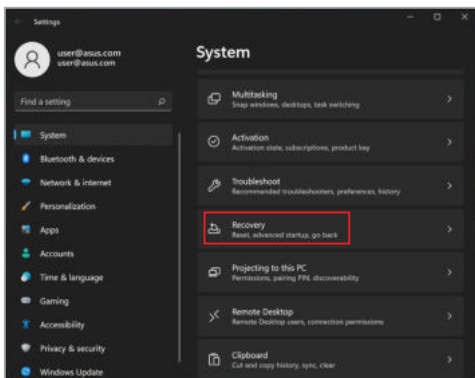 Settings
user@asus.com
user@asus.com
Find a setting
System
Bluetooth & devices
Network & internet
Personalization
Apps
Accounts
Time & language
Gaming
Accessibility
Privacy & security
Windows Update
System
Multitasking
Snap windows, desktops, task switching
Activation
Activation state, subscriptions, product key
Troubleshoot
Recommended troubleshooters, preferences, history
Recovery
Reset, advanced startup, go back
Projecting to this PC
Permissions, pairing PIN, discoverability
Remote Desktop
Remote Desktop users, connection permissions
Clipboard
Cut and copy history, sync, clear